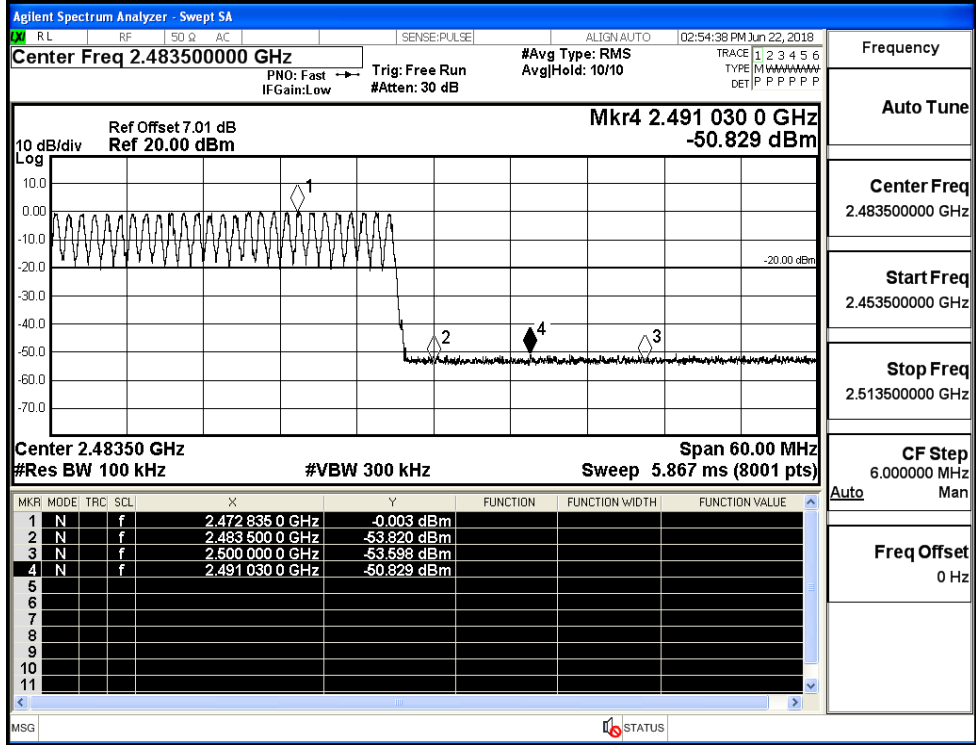 Agilent Spectrum Analyzer - Swept SA
LXI RL RF 50 Ω AC SENSE:PULSE ALIGN AUTO 02:54:38 PM Jun 22, 2018
Center Freq 2.483500000 GHz
PNO: Fast
IFGain:Low
Trig: Free Run
#Atten: 30 dB
#Avg Type: RMS
Avg|Hold: 10/10
TRACE 1 2 3 4 5 6
TYPE M WWWWW
DET P P P P P P
Ref Offset 7.01 dB
10 dB/div Ref 20.00 dBm
Log
Mkr4 2.491 030 0 GHz
-50.829 dBm
10.0
0.00
-10.0
-20.0
-30.0
-40.0
-50.0
-60.0
-70.0
1
2
4
3
-20.00 dBm
Center 2.48350 GHz Span 60.00 MHz
#Res BW 100 kHz #VBW 300 kHz Sweep 5.867 ms (8001 pts)
MKR MODE TRC SCL X Y FUNCTION FUNCTION WIDTH FUNCTION VALUE
1 N f 2.472 835 0 GHz -0.003 dBm
2 N f 2.483 500 0 GHz -53.820 dBm
3 N f 2.500 000 0 GHz -53.598 dBm
4 N f 2.491 030 0 GHz -50.829 dBm
5
6
7
8
9
10
11
MSG STATUS
Frequency
Auto Tune
Center Freq
2.483500000 GHz
Start Freq
2.453500000 GHz
Stop Freq
2.513500000 GHz
CF Step
6.000000 MHz
Auto Man
Freq Offset
0 Hz